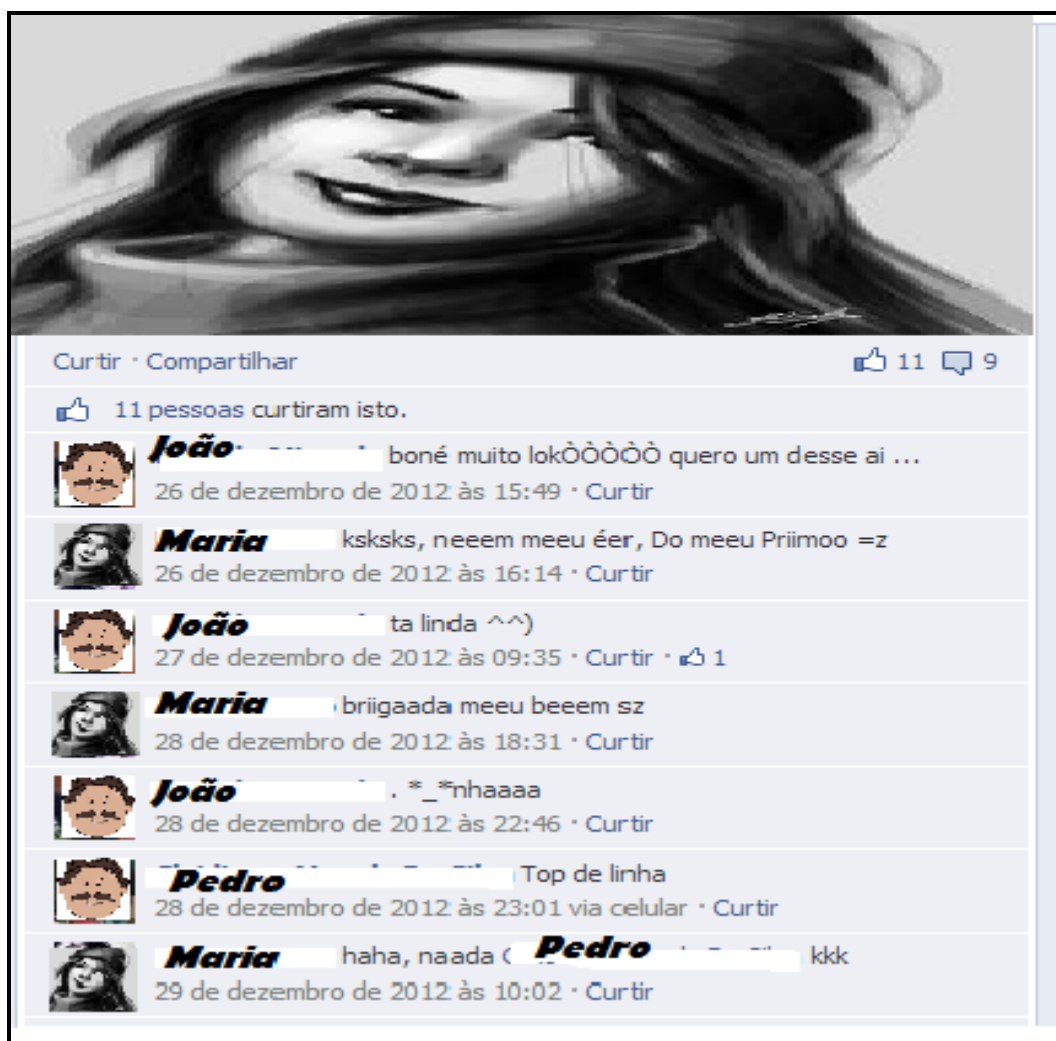 Curtir · Compartilhar 11 9
11 pessoas curtiram isto.
João boné muito lokÒÒÒÒÒ quero um desse ai ...
26 de dezembro de 2012 às 15:49 · Curtir
Maria ksksks, neeem meeu éer, Do meeu Priimoo =z
26 de dezembro de 2012 às 16:14 · Curtir
João ta linda ^^)
27 de dezembro de 2012 às 09:35 · Curtir · 1
Maria briigaada meeu beeem sz
28 de dezembro de 2012 às 18:31 · Curtir
João . *_*nhaaaa
28 de dezembro de 2012 às 22:46 · Curtir
Pedro Top de linha
28 de dezembro de 2012 às 23:01 via celular · Curtir
Maria haha, naada Pedro kkk
29 de dezembro de 2012 às 10:02 · Curtir